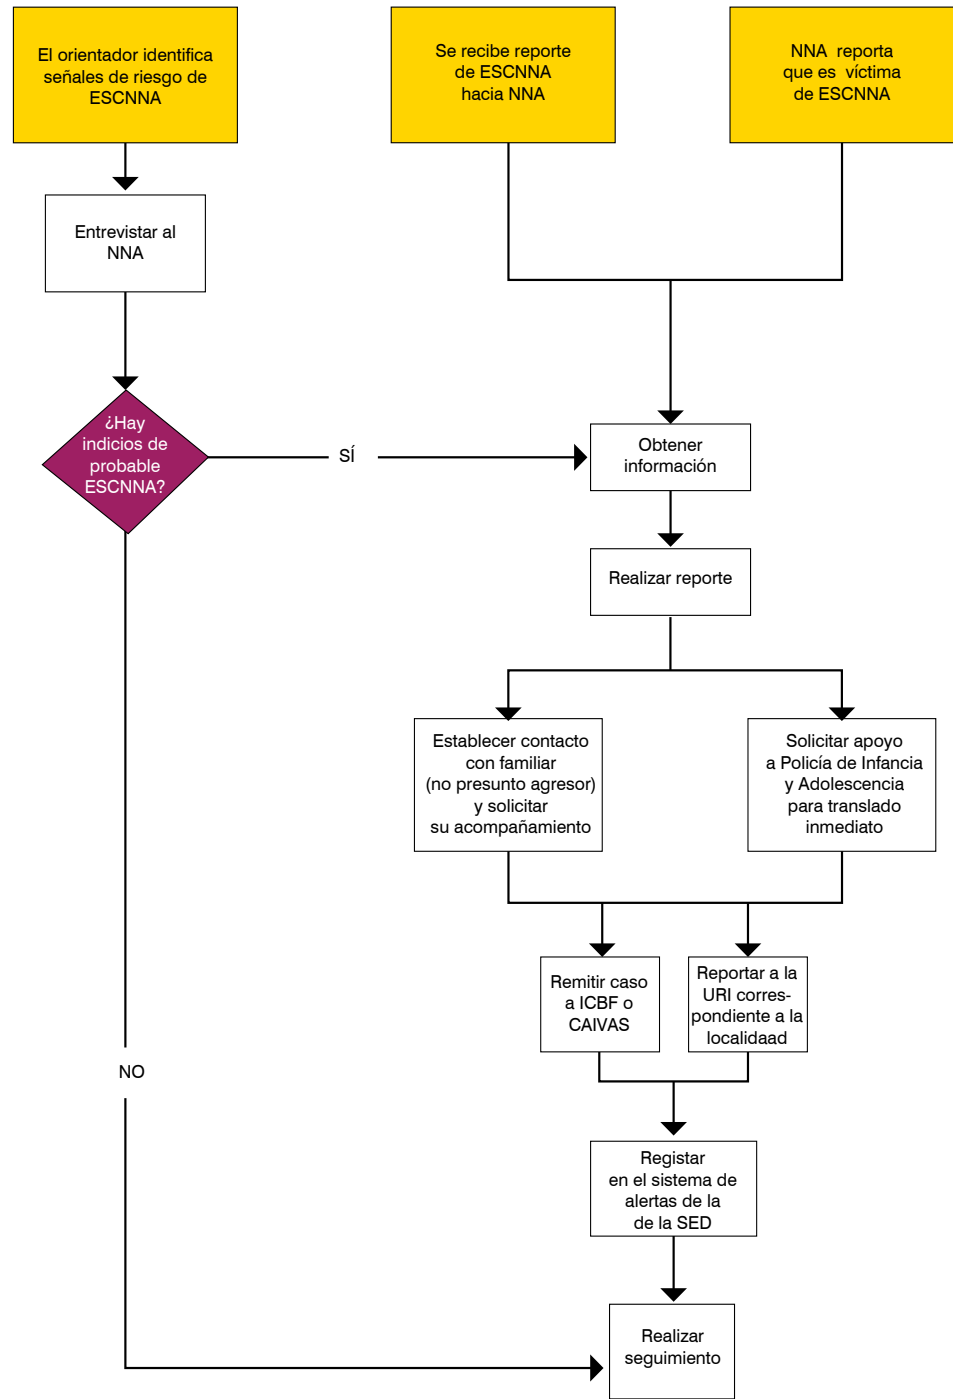 El orientador identifica
señales de riesgo de
ESCNNA
Se recibe reporte
de ESCNNA
hacia NNA
NNA reporta
que es víctima
de ESCNNA
Entrevistar al
NNA
¿Hay
indicios de
probable
ESCNNA?
SÍ
Obtener
información
Realizar reporte
Establecer contacto
con familiar
(no presunto agresor)
y solicitar
su acompañamiento
Solicitar apoyo
a Policía de Infancia
y Adolescencia
para translado
inmediato
Remitir caso
a ICBF o
CAIVAS
Reportar a la
URI corres-
pondiente a la
localidaad
NO
Registar
en el sistema de
alertas de la
de la SED
Realizar
seguimiento